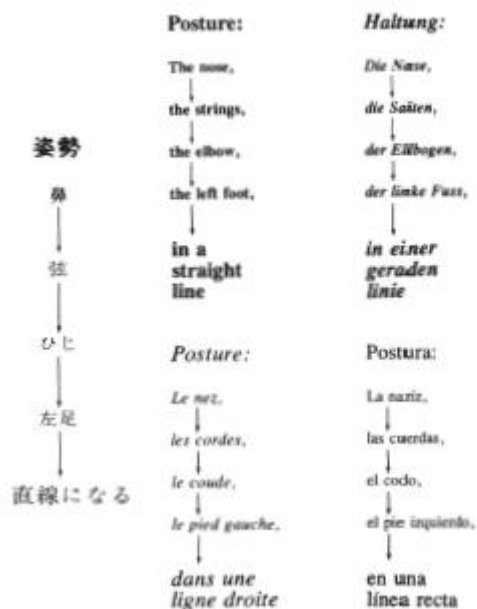 姿勢
鼻
弦
ひじ
左足
直線になる
Posture:
The nose,
the strings,
the elbow,
the left foot,
in a
straight
line
Haltung:
Die Nase,
die Saiten,
der Ellbogen,
der linke Fuss,
in einer
geraden
linie
Posture:
Le nez,
les cordes,
le coude,
le pied gauche,
dans une
ligne droite
Postura:
La nariz,
las cuerdas,
el codo,
el pie izquierdo,
en una
línea recta